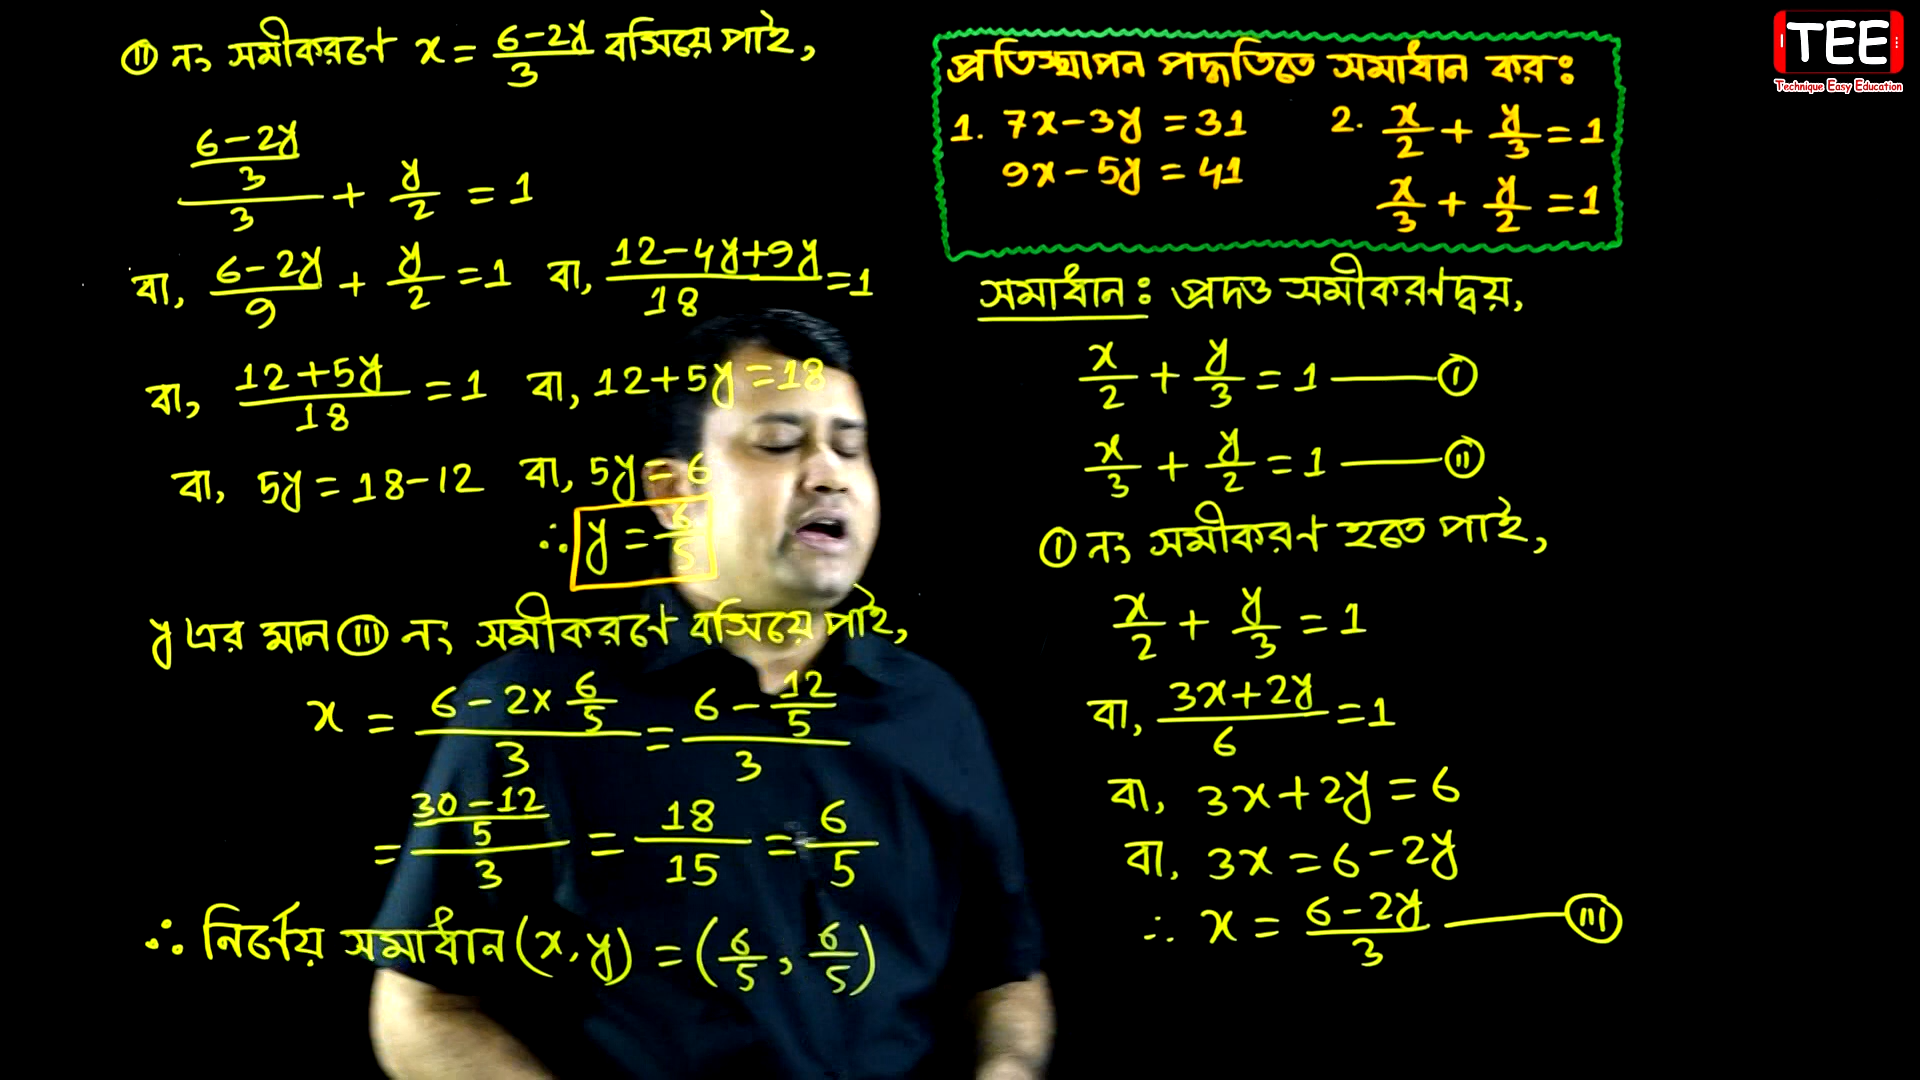 TEE
Technique Easy Education
প্রতিস্থাপন পদ্ধতিতে সমাধান কর:
1. 7x-3y = 31
9x-5y = 41
2. x/2 + y/3 = 1
x/3 + y/2 = 1
সমাধান: প্রদত্ত সমীকরণদ্বয়,
x/2 + y/3 = 1 —— (i)
x/3 + y/2 = 1 —— (ii)
(i) নং সমীকরণ হতে পাই,
x/2 + y/3 = 1
বা, (3x+2y)/6 = 1
বা, 3x+2y = 6
বা, 3x = 6-2y
∴ x = (6-2y)/3 —— (iii)
(ii) নং সমীকরণে x = (6-2y)/3 বসিয়ে পাই,
((6-2y)/3)/3 + y/2 = 1
বা, (6-2y)/9 + y/2 = 1 বা, (12-4y+9y)/18 = 1
বা, (12+5y)/18 = 1 বা, 12+5y = 18
বা, 5y = 18-12 বা, 5y = 6
∴ y = 6/5
y এর মান (iii) নং সমীকরণে বসিয়ে পাই,
x = (6-2×6/5)/3 = (6-12/5)/3
= ((30-12)/5)/3 = 18/15 = 6/5
∴ নির্ণেয় সমাধান (x,y) = (6/5, 6/5)